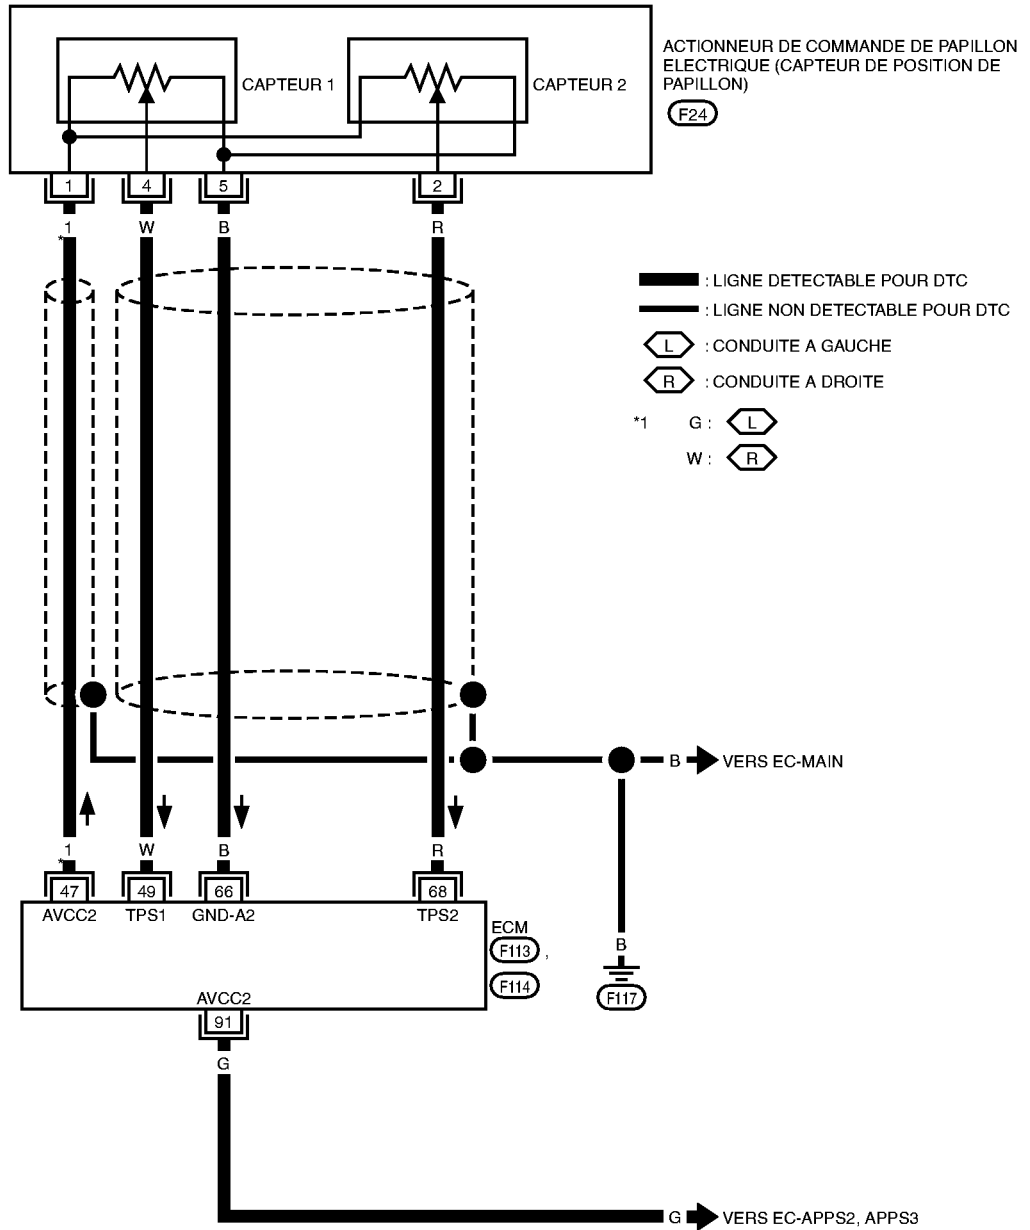 ACTIONNEUR DE COMMANDE DE PAPILLON
ELECTRIQUE (CAPTEUR DE POSITION DE
PAPILLON)
F24
CAPTEUR 1
CAPTEUR 2
1 4 5 2
*1 W B R
: LIGNE DETECTABLE POUR DTC
: LIGNE NON DETECTABLE POUR DTC
L : CONDUITE A GAUCHE
R : CONDUITE A DROITE
*1 G : L
W : R
B VERS EC-MAIN
*1 W B R
47 49 66 68
AVCC2 TPS1 GND-A2 TPS2
ECM
F113 ,
F114
B
F117
AVCC2
91
G
G VERS EC-APPS2, APPS3